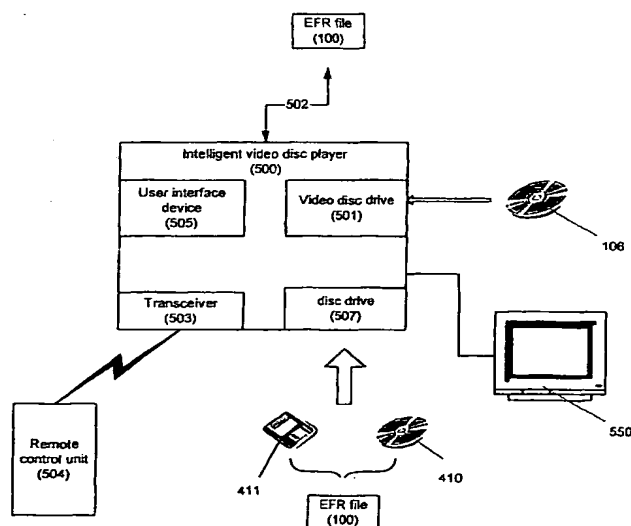 EFR file
(100)
502
Intelligent video disc player
(500)
User interface
device
(505)
Video disc drive
(501)
106
Transceiver
(503)
disc drive
(507)
550
Remote
control unit
(504)
411
410
EFR file
(100)